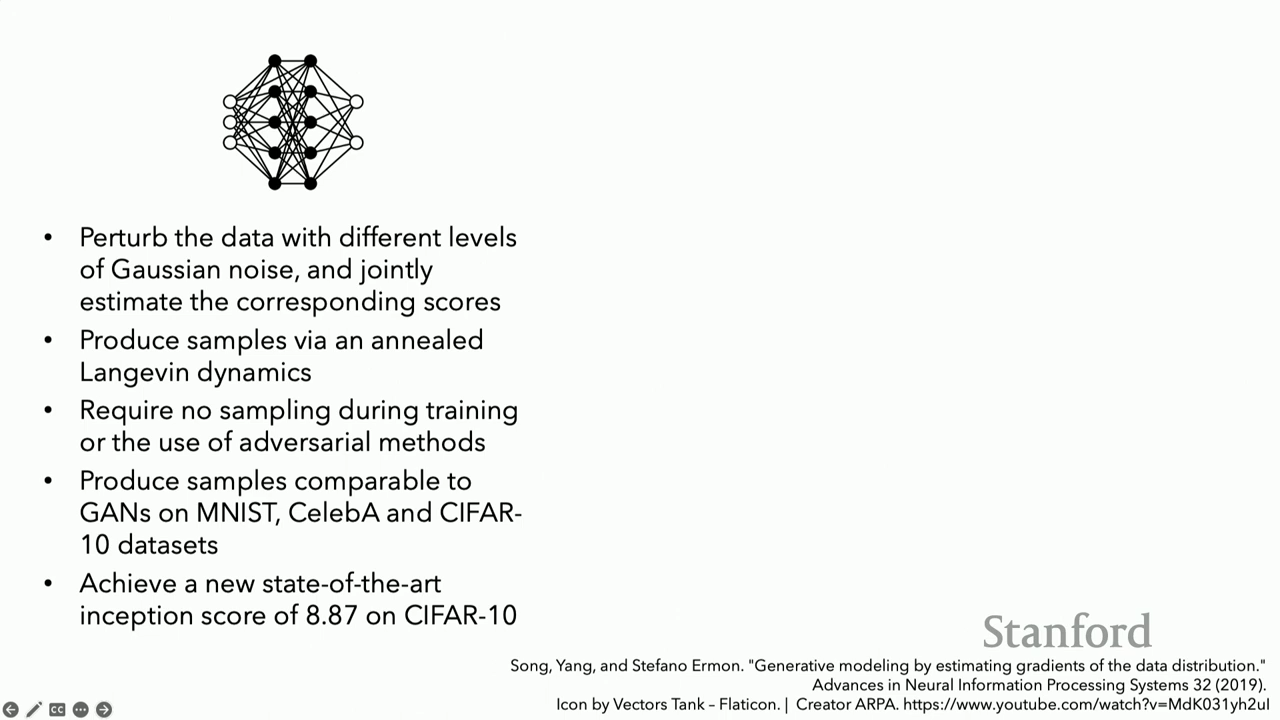 • Perturb the data with different levels
of Gaussian noise, and jointly
estimate the corresponding scores
• Produce samples via an annealed
Langevin dynamics
• Require no sampling during training
or the use of adversarial methods
• Produce samples comparable to
GANs on MNIST, CelebA and CIFAR-
10 datasets
• Achieve a new state-of-the-art
inception score of 8.87 on CIFAR-10
Stanford
Song, Yang, and Stefano Ermon. "Generative modeling by estimating gradients of the data distribution."
Advances in Neural Information Processing Systems 32 (2019).
Icon by Vectors Tank – Flaticon. | Creator ARPA. https://www.youtube.com/watch?v=MdK031yh2uI
CC